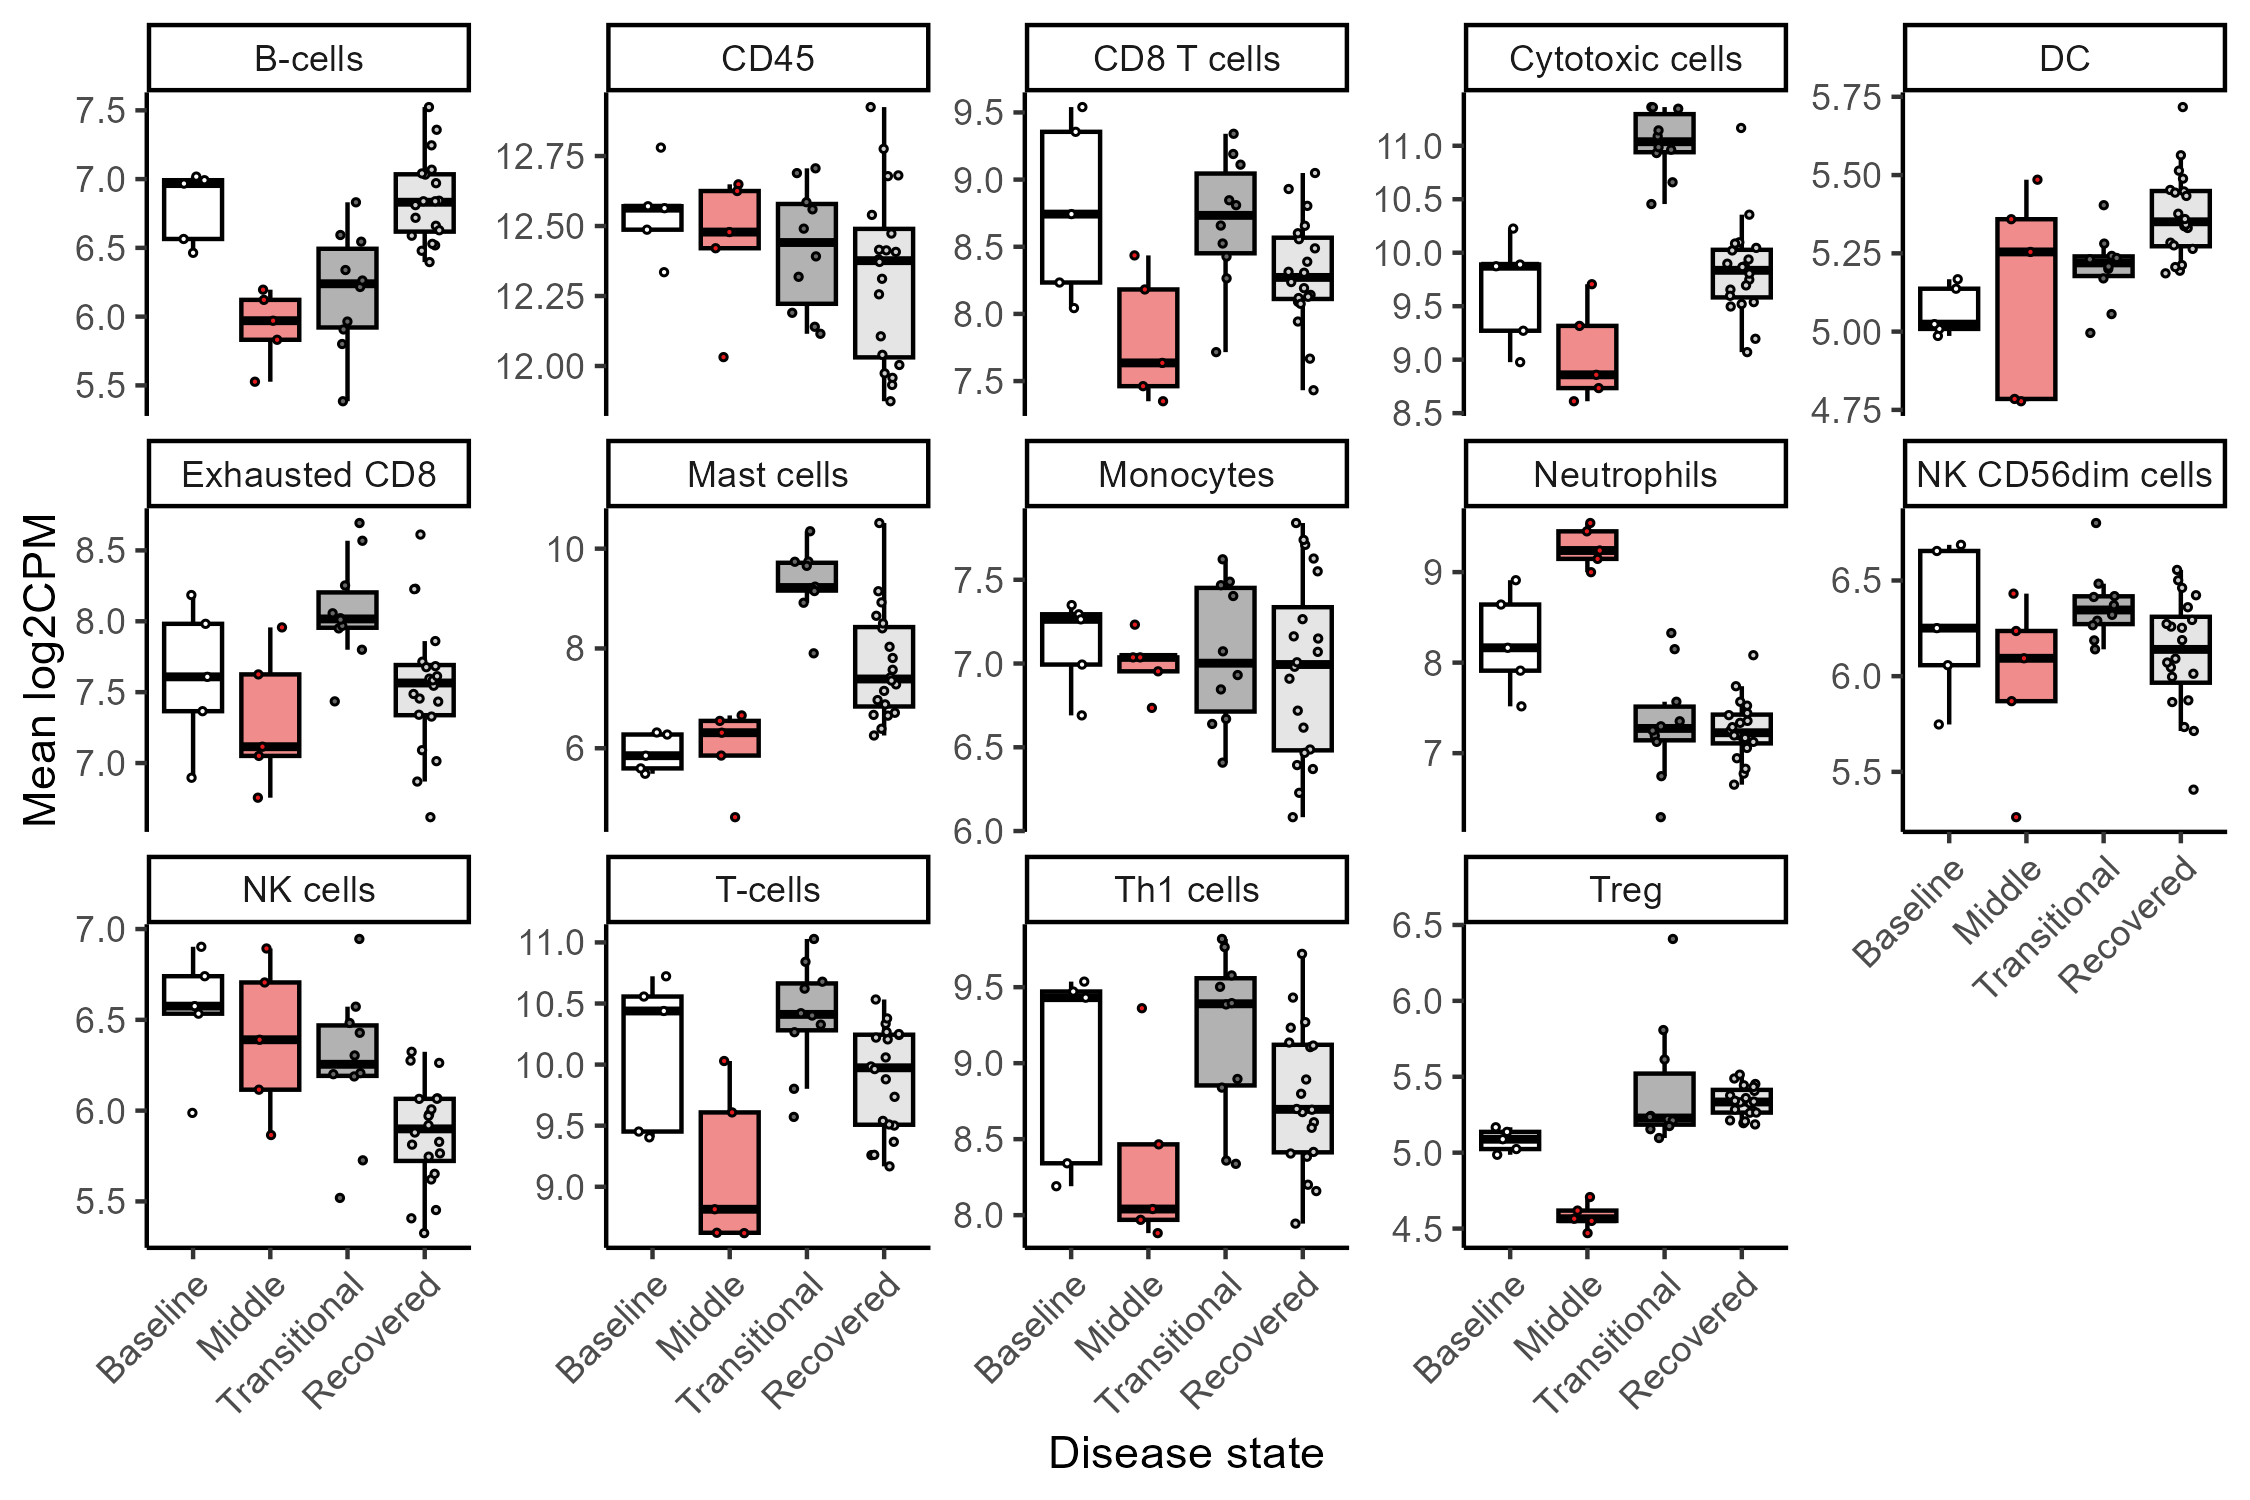 B-cells
CD45
CD8 T cells
Cytotoxic cells
DC
7.5
7.0
6.5
6.0
5.5
12.75
12.50
12.25
12.00
9.5
9.0
8.5
8.0
7.5
11.0
10.5
10.0
9.5
9.0
8.5
5.75
5.50
5.25
5.00
4.75
Mean log2CPM
Exhausted CD8
Mast cells
Monocytes
Neutrophils
NK CD56dim cells
8.5
8.0
7.5
7.0
10
8
6
7.5
7.0
6.5
6.0
9
8
7
6.5
6.0
5.5
Baseline
Middle
Transitional
Recovered
NK cells
T-cells
Th1 cells
Treg
7.0
6.5
6.0
5.5
11.0
10.5
10.0
9.5
9.0
9.5
9.0
8.5
8.0
6.5
6.0
5.5
5.0
4.5
Baseline
Middle
Transitional
Recovered
Baseline
Middle
Transitional
Recovered
Baseline
Middle
Transitional
Recovered
Baseline
Middle
Transitional
Recovered
Disease state